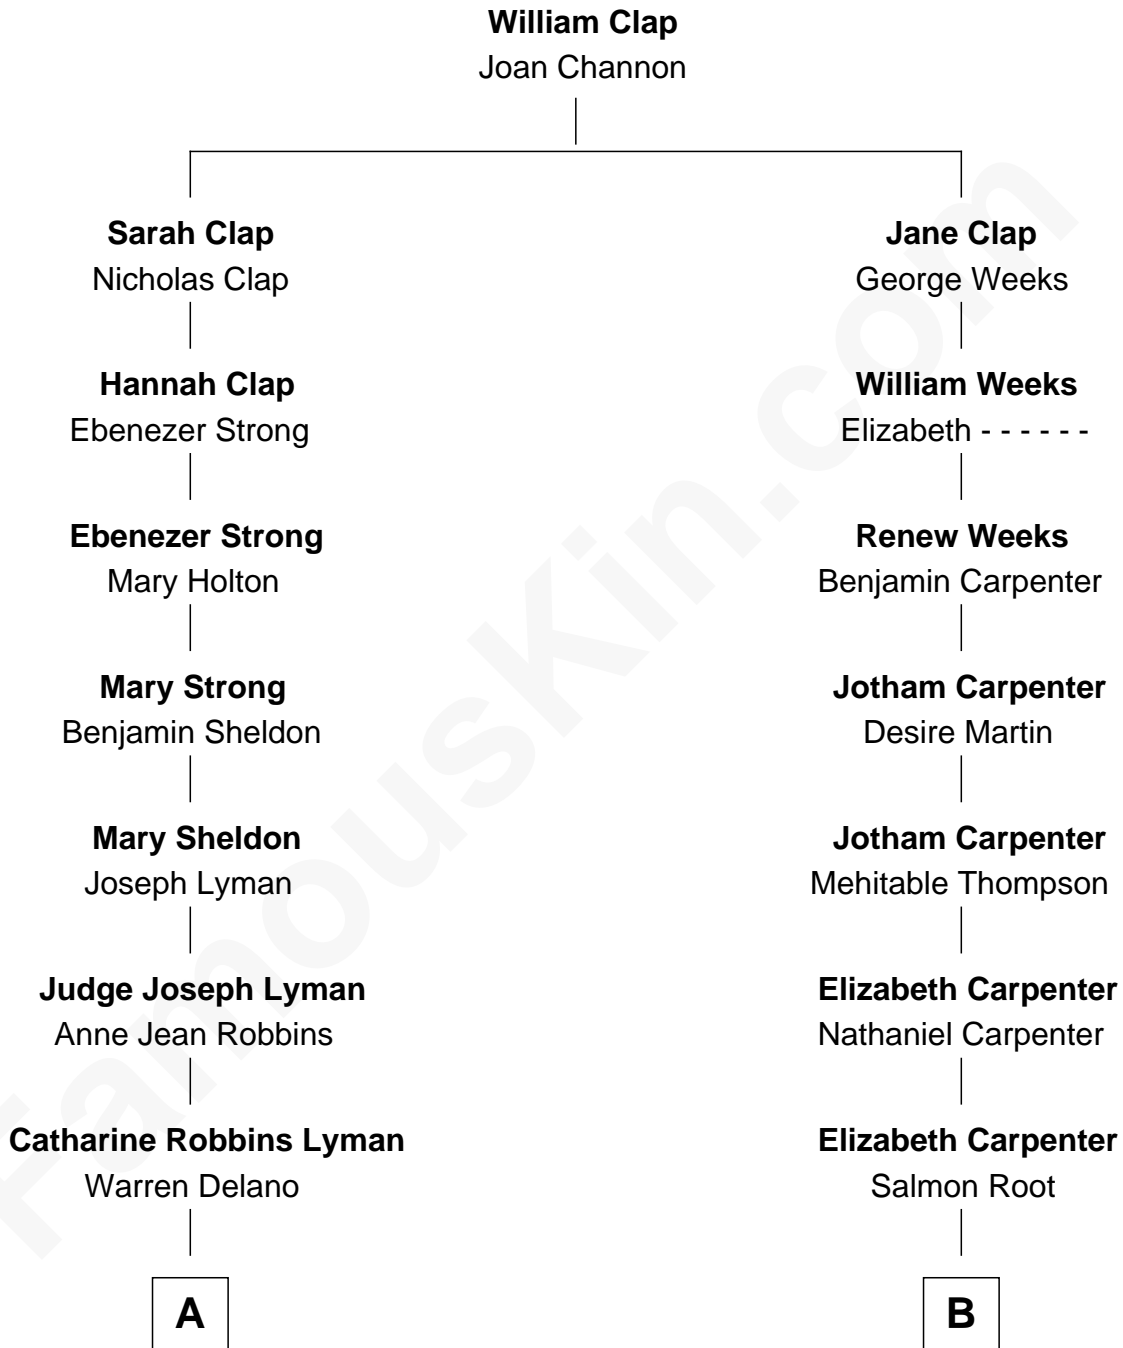 William Clap
Joan Channon
Sarah Clap
Nicholas Clap
Jane Clap
George Weeks
Hannah Clap
Ebenezer Strong
William Weeks
Elizabeth - - - - - -
Ebenezer Strong
Mary Holton
Renew Weeks
Benjamin Carpenter
Mary Strong
Benjamin Sheldon
Jotham Carpenter
Desire Martin
Mary Sheldon
Joseph Lyman
Jotham Carpenter
Mehitable Thompson
Judge Joseph Lyman
Anne Jean Robbins
Elizabeth Carpenter
Nathaniel Carpenter
Catharine Robbins Lyman
Warren Delano
Elizabeth Carpenter
Salmon Root
A
B
FamousKin.com